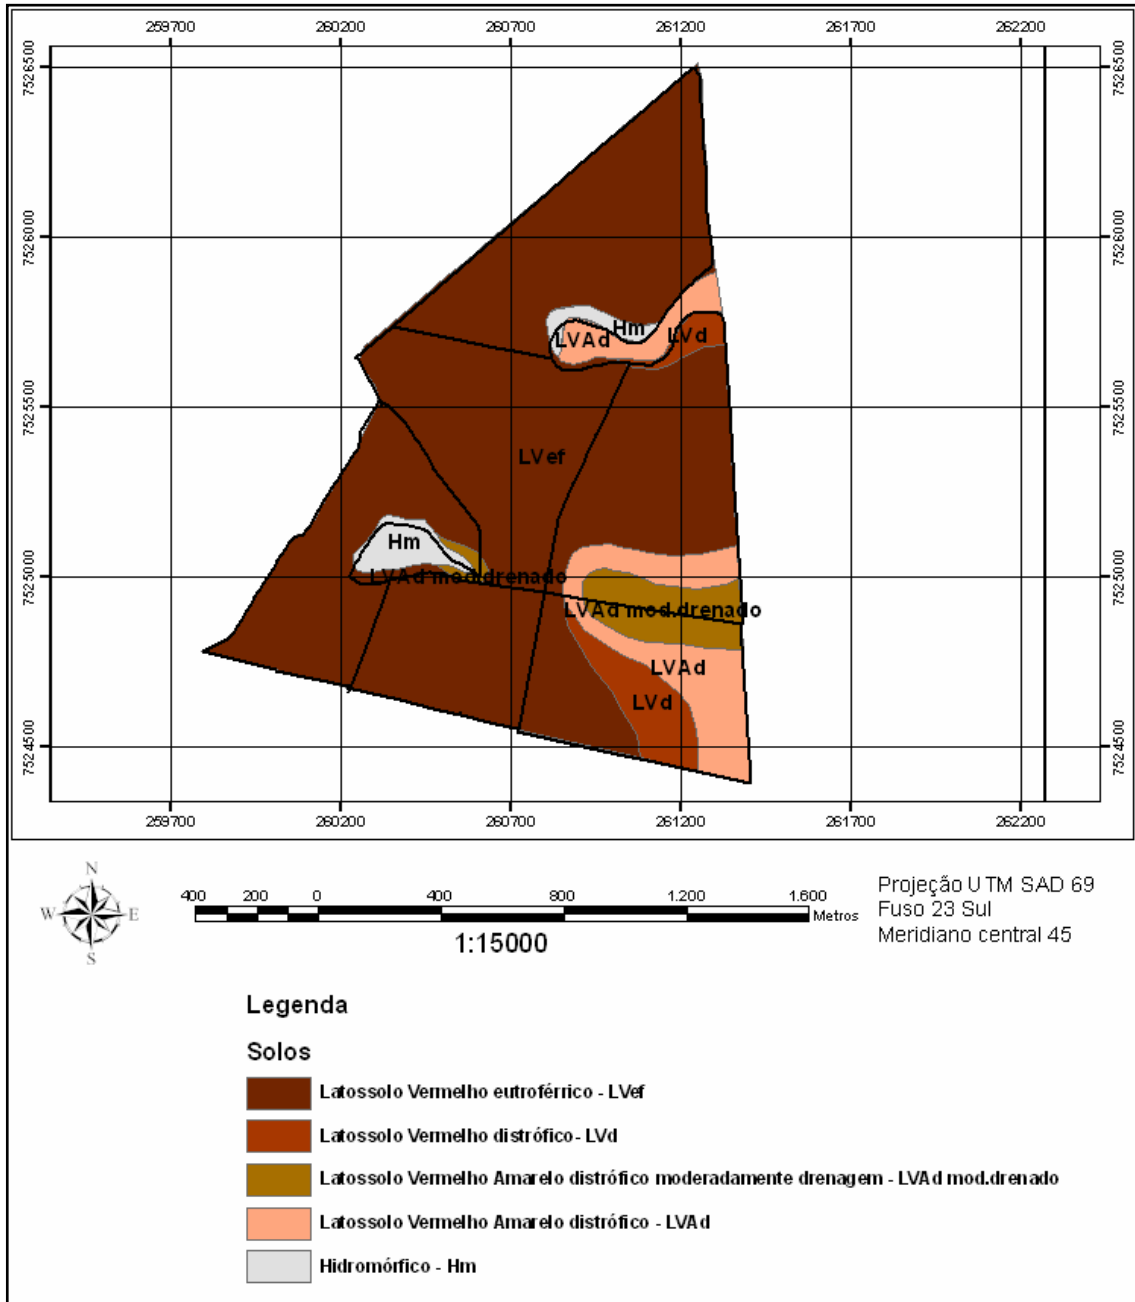 259700 260200 260700 261200 261700 262200
7526500 7526500
7526000 7526000
Hm
LVAd LVd
7525500 7525500
LVef
Hm
7525000 LVAd mod.drenado 7525000
LVAd mod.drenado
LVAd
LVd
7524500 7524500
259700 260200 260700 261200 261700 262200
N
W E
S
400 200 0 400 800 1.200 1.600
Metros
1:15000
Projeção UTM SAD 69
Fuso 23 Sul
Meridiano central 45
Legenda
Solos
Latossolo Vermelho eutroférrico - LVef
Latossolo Vermelho distrófico- LVd
Latossolo Vermelho Amarelo distrófico moderadamente drenagem - LVAd mod.drenado
Latossolo Vermelho Amarelo distrófico - LVAd
Hidromórfico - Hm